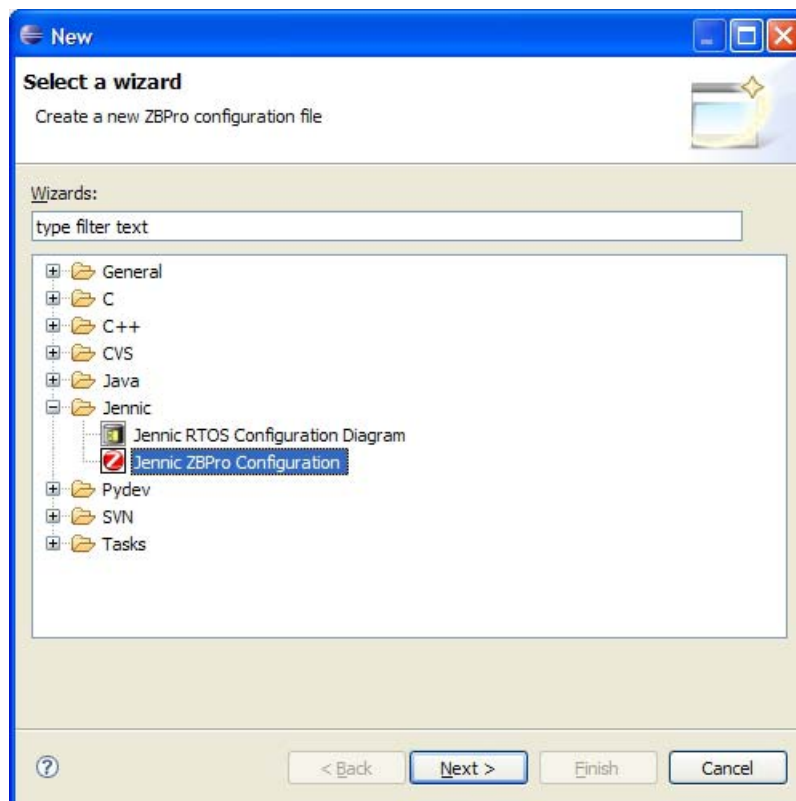 New
Select a wizard
Create a new ZBPro configuration file
Wizards:
type filter text
General
C
C++
CVS
Java
Jennic
Jennic RTOS Configuration Diagram
Jennic ZBPro Configuration
Pydev
SVN
Tasks
< Back Next > Finish Cancel